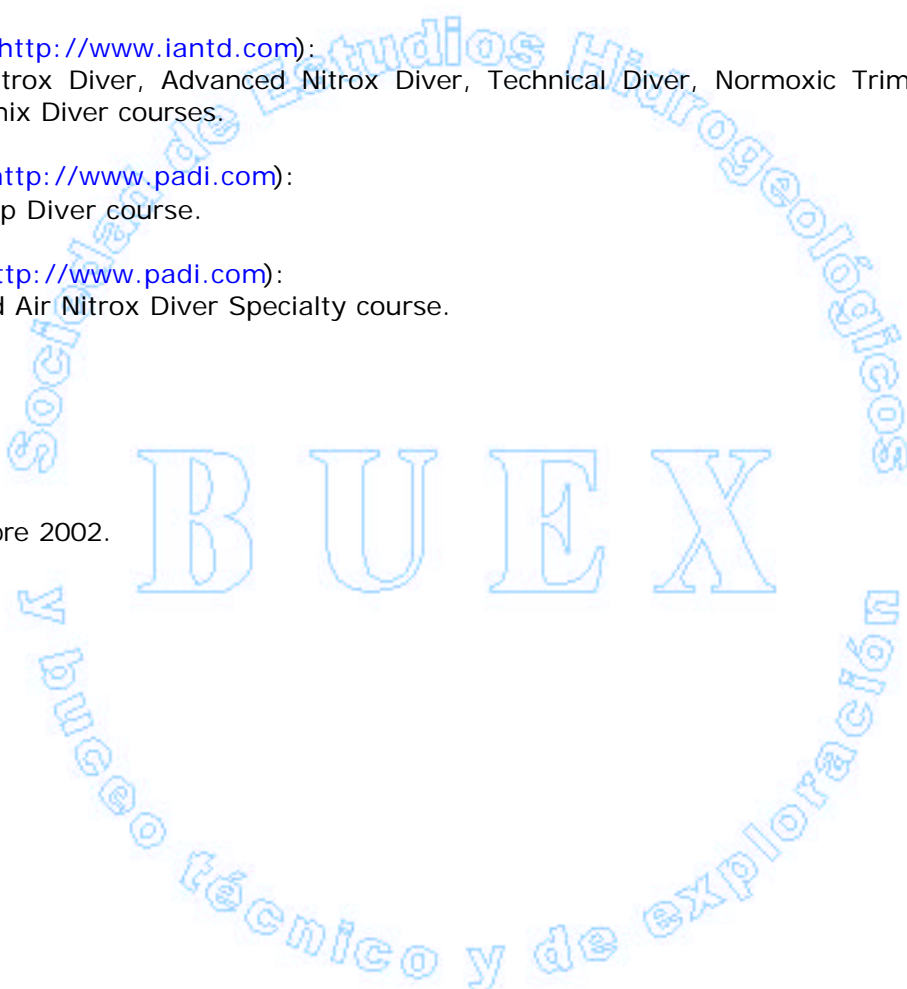 http://www.iantd.com):
trox Diver, Advanced Nitrox Diver, Technical Diver, Normoxic Trim
nix Diver courses.
ttp://www.padi.com):
p Diver course.
tp://www.padi.com):
d Air Nitrox Diver Specialty course.
Sociedad de Estudios Hidrogeológicos
BUEX
bre 2002.
y buceo técnico y de exploración